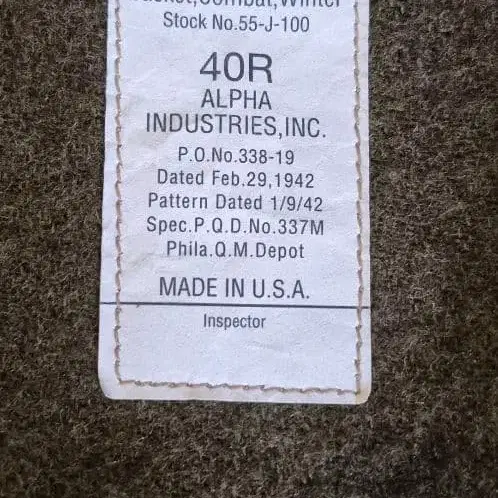 Jacket,Combat,Winter
Stock No.55-J-100
40R
ALPHA
INDUSTRIES,INC.
P.O.No.338-19
Dated Feb.29,1942
Pattern Dated 1/9/42
Spec.P.Q.D.No.337M
Phila.Q.M.Depot
MADE IN U.S.A.
Inspector